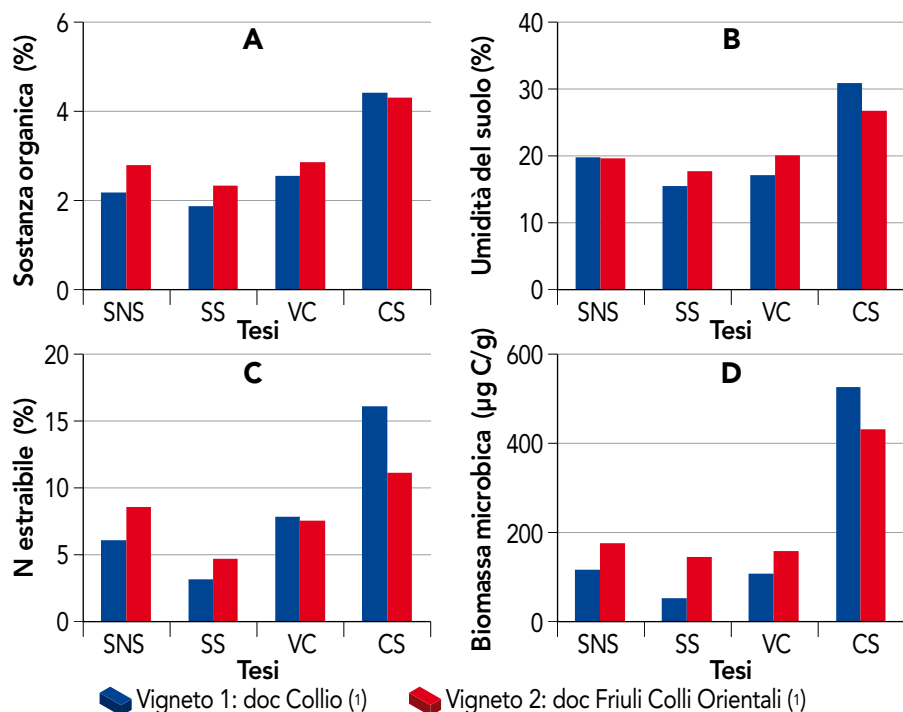 A
Sostanza organica (%)
6
4
2
0
SNS SS VC CS
Tesi
B
Umidità del suolo (%)
40
30
20
10
0
SNS SS VC CS
Tesi
C
N estraibile (%)
20
15
10
5
0
SNS SS VC CS
Tesi
D
Biomassa microbica (µg C/g)
600
400
200
0
SNS SS VC CS
Tesi
Vigneto 1: doc Collio (1)
Vigneto 2: doc Friuli Colli Orientali (1)